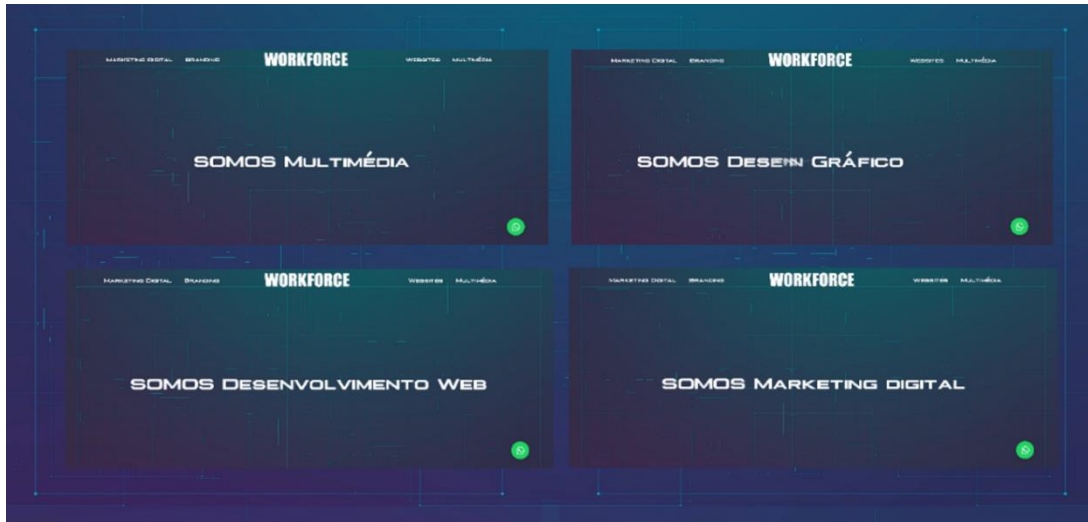 Marketing Digital Branding WORKFORCE Websites Multimédia
SOMOS Multimédia
Marketing Digital Branding WORKFORCE Websites Multimédia
SOMOS Gráfico
Marketing Digital Branding WORKFORCE Websites Multimédia
SOMOS Desenvolvimento Web
Marketing Digital Branding WORKFORCE Websites Multimédia
SOMOS Marketing digital